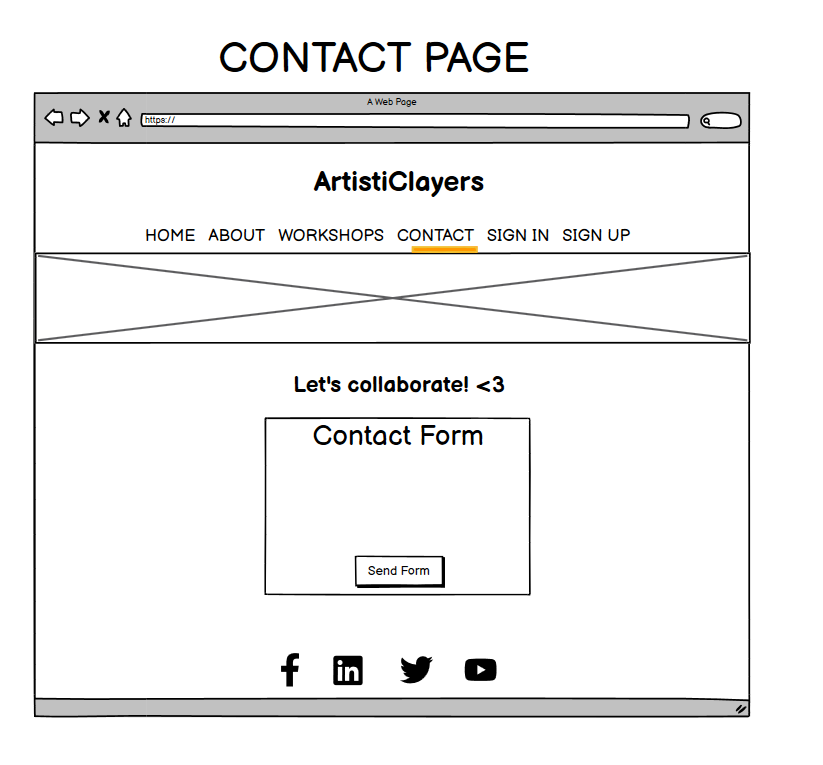 CONTACT PAGE
A Web Page
https://
ArtistiClayers
HOME ABOUT WORKSHOPS CONTACT SIGN IN SIGN UP
Let's collaborate! <3
Contact Form
Send Form
f in